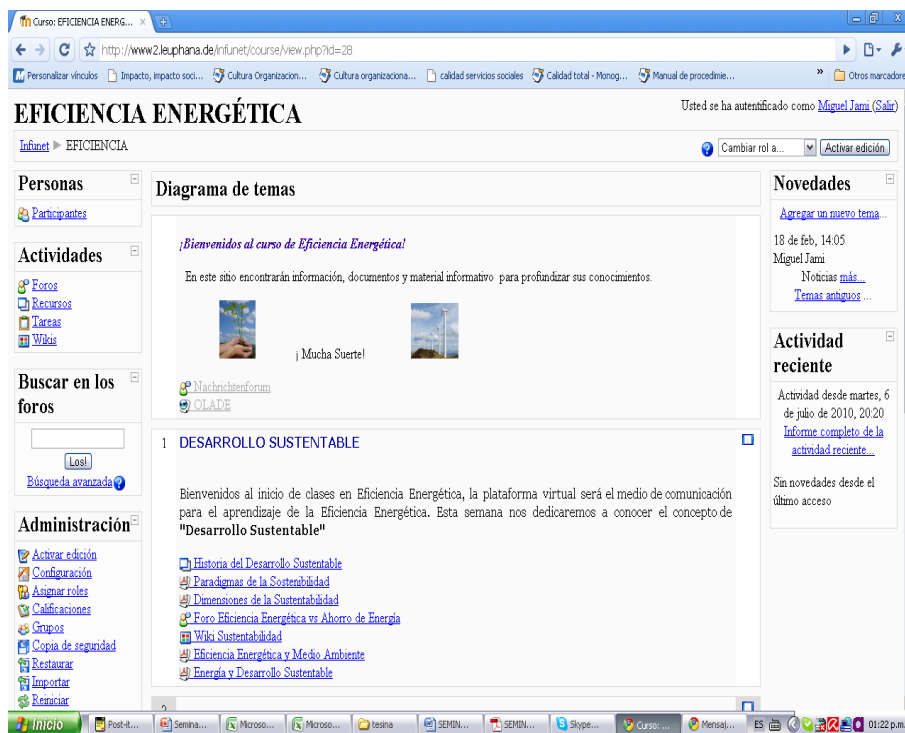 Curso: EFICIENCIA ENERG...
http://www2.leuphana.de/infunet/course/view.php?id=28
Personalizar vínculos Impacto, impacto soci... Cultura Organizacion... Cultura organizaciona... calidad servicios sociales Calidad total - Monog... Manual de procedimie... » Otros marcadore
EFICIENCIA ENERGÉTICA
Usted se ha autentificado como Miguel Jami (Salir)
Infunet ► EFICIENCIA
Cambiar rol a... Activar edición
Personas
Participantes
Actividades
Foros
Recursos
Tareas
Wikis
Buscar en los
foros
Los!
Búsqueda avanzada
Administración
Activar edición
Configuración
Asignar roles
Calificaciones
Grupos
Copia de seguridad
Restaurar
Importar
Reiniciar
Diagrama de temas
¡Bienvenidos al curso de Eficiencia Energética!
En este sitio encontrarán información, documentos y material informativo para profundizar sus conocimientos.
¡ Mucha Suerte!
Nachrichtenforum
OLADE
1 DESARROLLO SUSTENTABLE
Bienvenidos al inicio de clases en Eficiencia Energética, la plataforma virtual será el medio de comunicación
para el aprendizaje de la Eficiencia Energética. Esta semana nos dedicaremos a conocer el concepto de
"Desarrollo Sustentable"
Historia del Desarrollo Sustentable
Paradigmas de la Sostenibilidad
Dimensiones de la Sustentabilidad
Foro Eficiencia Energética vs Ahorro de Energía
Wiki Sustentabilidad
Eficiencia Energética y Medio Ambiente
Energía y Desarrollo Sustentable
2
Novedades
Agregar un nuevo tema...
18 de feb, 14:05
Miguel Jami
Noticias más...
Temas antiguos ...
Actividad
reciente
Actividad desde martes, 6
de julio de 2010, 20:20
Informe completo de la
actividad reciente...
Sin novedades desde el
último acceso
Inicio Post-it... Semina... Microso... Microso... tesina SEMIN... SEMIN... Skype... Curso: ... Mensaj... ES 01:22 p.m.